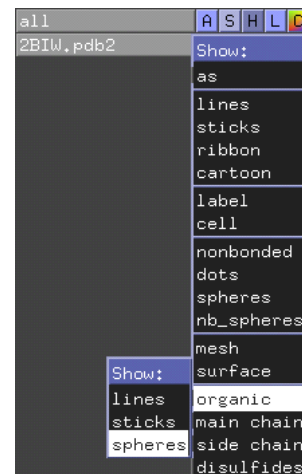 all A S H L C
2BIW.pdb2
Show:
as
lines
sticks
ribbon
cartoon
label
cell
nonbonded
dots
spheres
nb_spheres
mesh
surface
organic
main chain
side chain
disulfides
Show:
lines
sticks
spheres